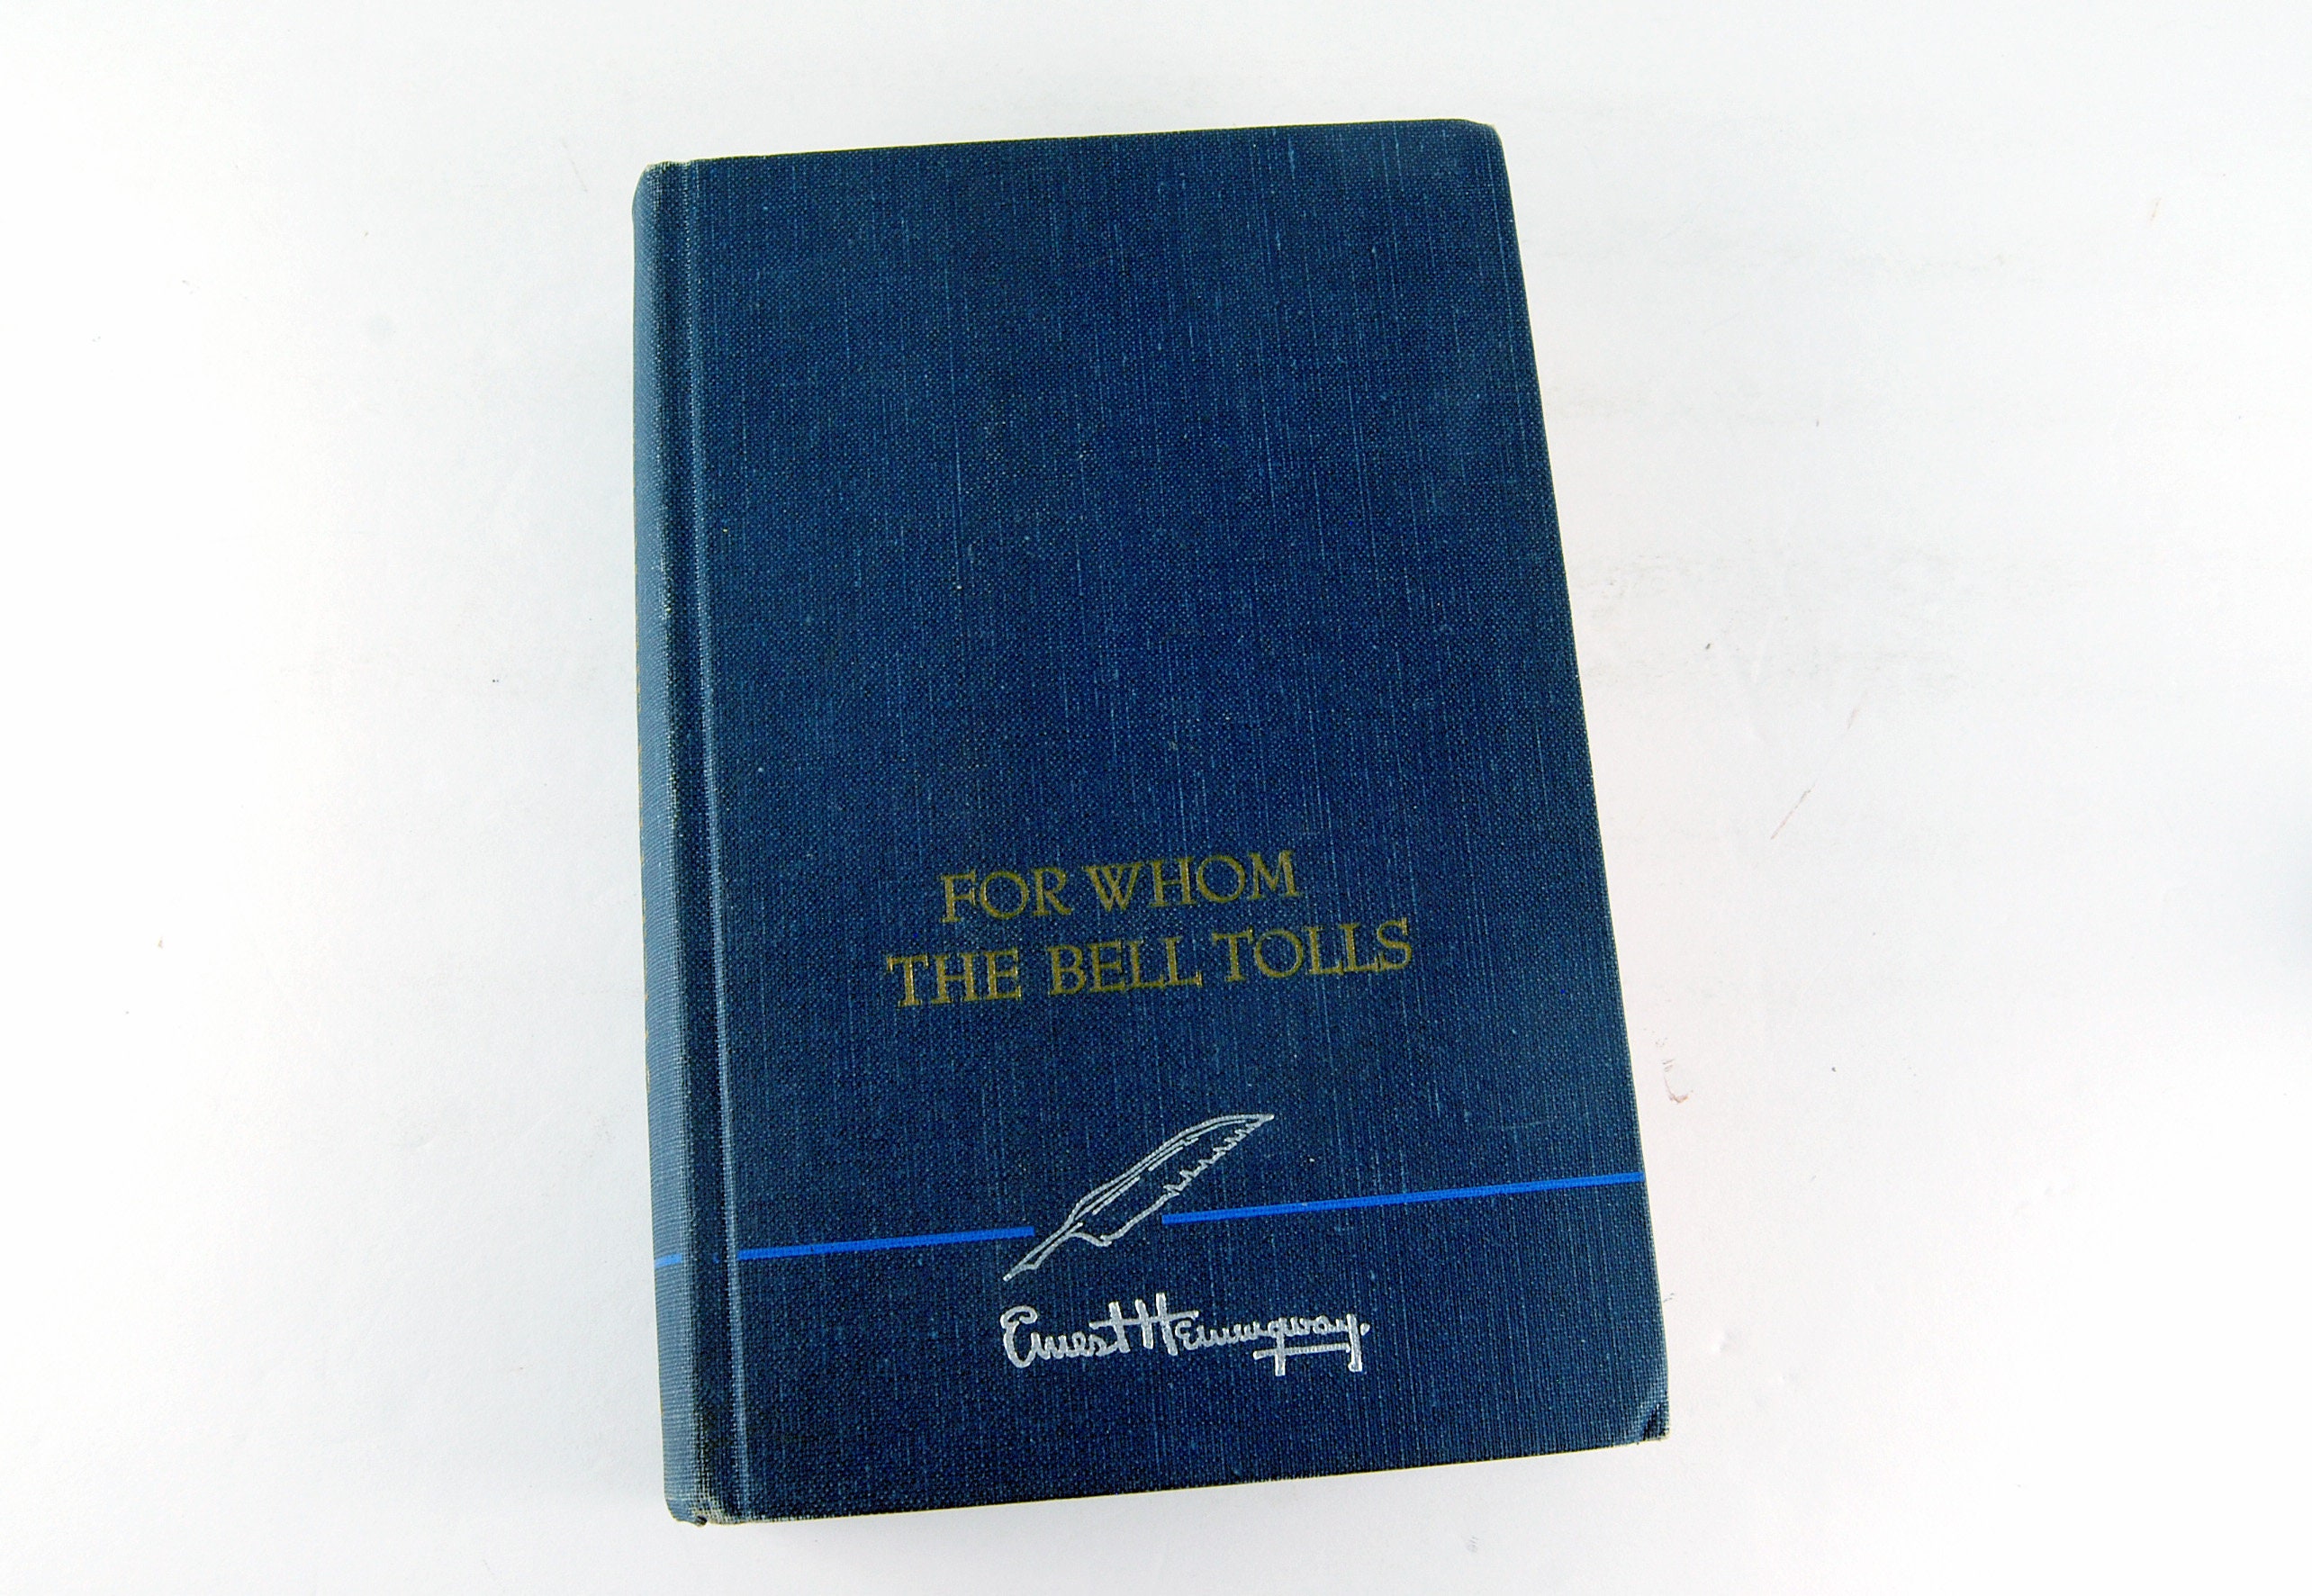 FOR WHOM
THE BELL TOLLS
Ernest Hemingway.